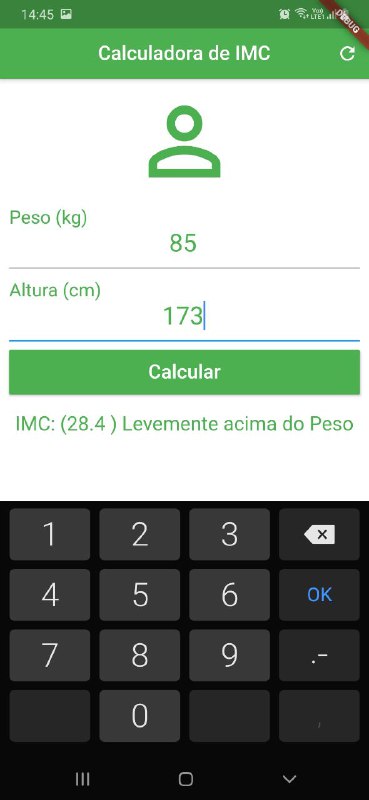 14:45
VoLTE1
DEBUG
Calculadora de IMC
Peso (kg)
85
Altura (cm)
173
Calcular
IMC: (28.4 ) Levemente acima do Peso
1 2 3
4 5 6 OK
7 8 9 .-
0 ,